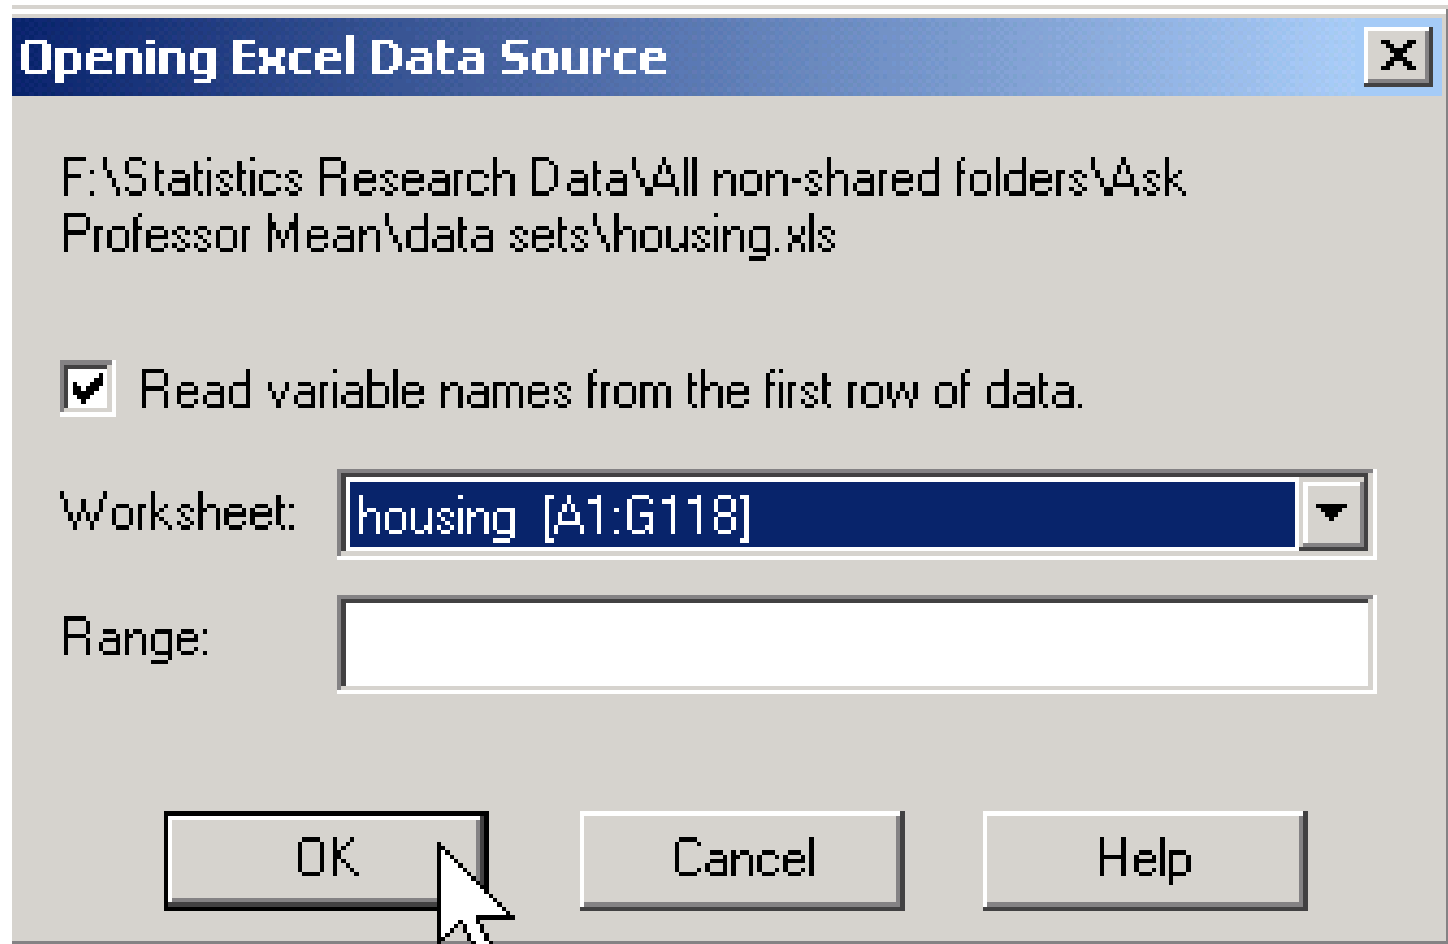 Opening Excel Data Source
F:\Statistics Research Data\All non-shared folders\Ask
Professor Mean\data sets\housing.xls
Read variable names from the first row of data.
Worksheet: housing [A1:G118]
Range:
OK Cancel Help